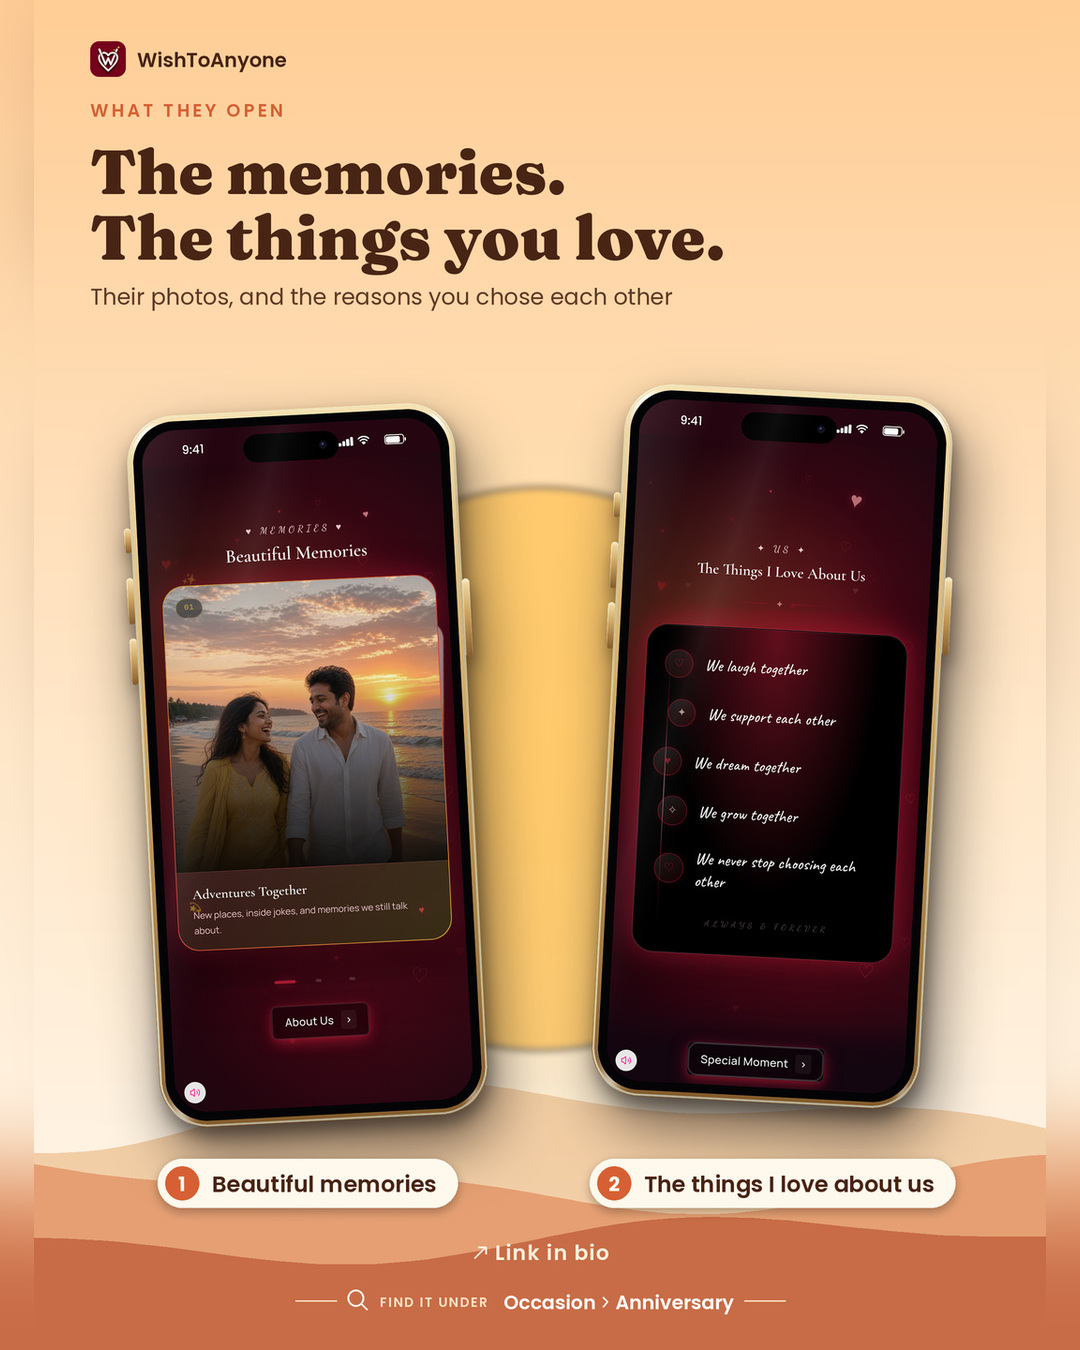 WishToAnyone
WHAT THEY OPEN
The memories.
The things you love.
Their photos, and the reasons you chose each other
9:41
♥ MEMORIES ♥
Beautiful Memories
01
Adventures Together
New places, inside jokes, and memories we still talk
about.
About Us ›
9:41
✦ US ✦
The Things I Love About Us
We laugh together
We support each other
We dream together
We grow together
We never stop choosing each
other
ALWAYS & FOREVER
Special Moment ›
1 Beautiful memories
2 The things I love about us
↗ Link in bio
FIND IT UNDER Occasion › Anniversary